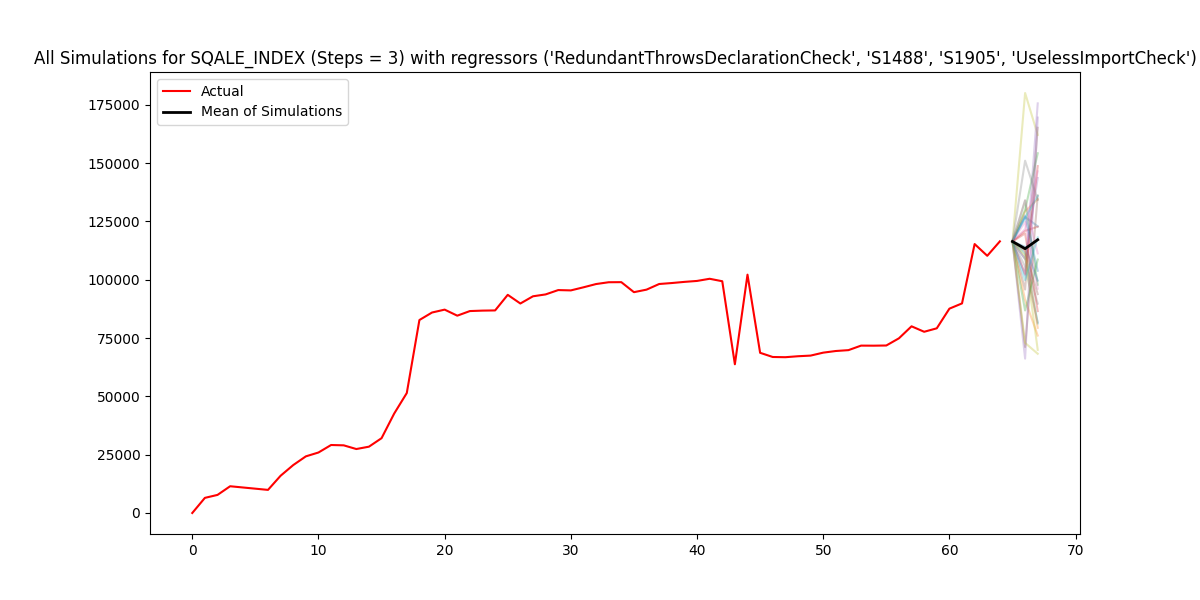 All Simulations for SQALE_INDEX (Steps = 3) with regressors ('RedundantThrowsDeclarationCheck', 'S1488', 'S1905', 'UselessImportCheck')
Actual
Mean of Simulations
175000
150000
125000
100000
75000
50000
25000
0
0 10 20 30 40 50 60 70